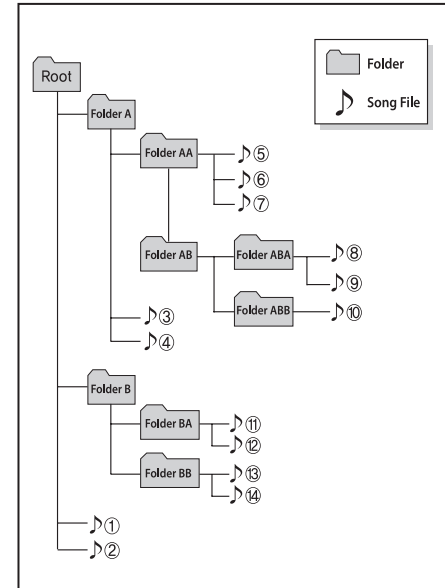 Root
Folder
Song File
Folder A
Folder AA
⑤
⑥
⑦
Folder AB
Folder ABA
⑧
⑨
Folder ABB
⑩
③
④
Folder B
Folder BA
⑪
⑫
Folder BB
⑬
⑭
①
②